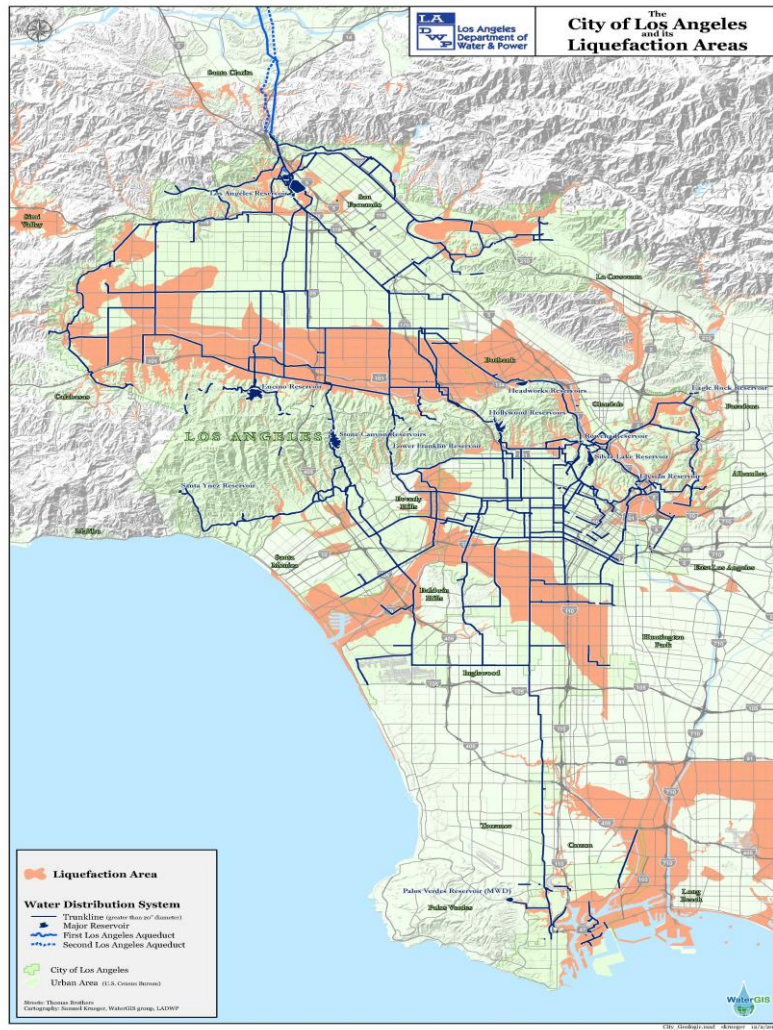 LA
D
WP
Los Angeles
Department of
Water & Power
The
City of Los Angeles
and its
Liquefaction Areas
Santa Clarita
Los Angeles Reservoir
San
Fernando
Simi
Valley
La Crescenta
Burbank
Eagle Rock Reservoir
Headworks Reservoirs
Encino Reservoir
Calabasas
Glendale
Pasadena
Hollywood Reservoirs
LOS ANGELES
Stone Canyon Reservoirs
Lower Franklin Reservoir
Silver Lake Reservoir
Elysian Reservoir
Alhambra
Santa Ynez Reservoir
Beverly
Hills
Malibu
Santa
Monica
East Los Angeles
Baldwin
Hills
Huntington
Park
Inglewood
Torrance
Carson
Palos Verdes Reservoir (MWD)
Palos Verdes
Long
Beach
Liquefaction Area
Water Distribution System
Trunkline (greater than 20" diameter)
Major Reservoir
First Los Angeles Aqueduct
Second Los Angeles Aqueduct
City of Los Angeles
Urban Area (U.S. Census Bureau)
Streets: Thomas Brothers
Cartography: Samuel Krueger, WaterGIS group, LADWP
WaterGIS